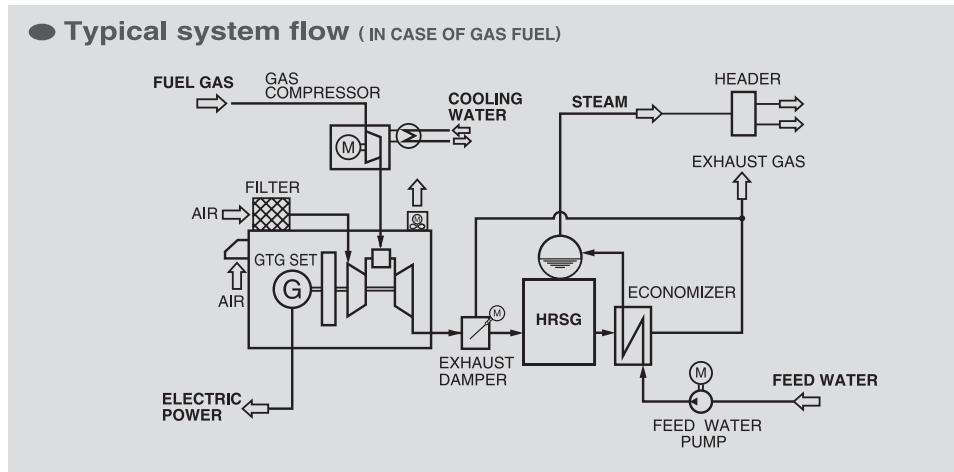 Typical system flow ( IN CASE OF GAS FUEL)
FUEL GAS
GAS
COMPRESSOR
M
COOLING
WATER
STEAM
HEADER
EXHAUST GAS
FILTER
AIR
M
GTG SET
G
AIR
M
HRSG
ECONOMIZER
EXHAUST
DAMPER
M
FEED WATER
ELECTRIC
POWER
FEED WATER
PUMP